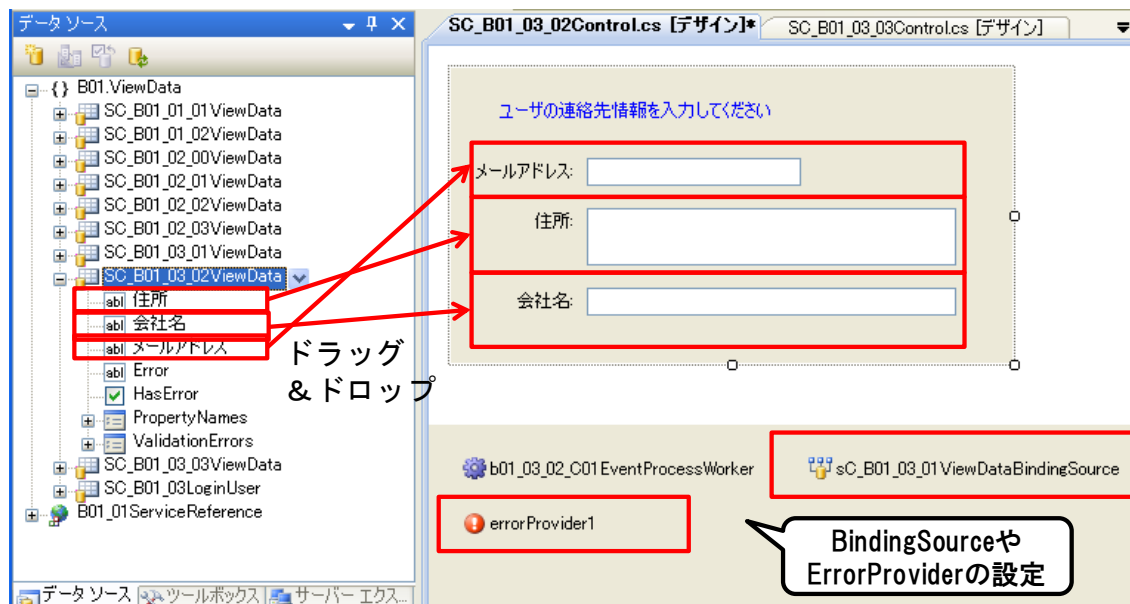 データ ソース
B01.ViewData
SC_B01_01_01ViewData
SC_B01_01_02ViewData
SC_B01_02_00ViewData
SC_B01_02_01ViewData
SC_B01_02_02ViewData
SC_B01_02_03ViewData
SC_B01_03_01ViewData
SC_B01_03_02ViewData
abl 住所
abl 会社名
abl メールアドレス
abl Error
HasError
PropertyNames
ValidationErrors
SC_B01_03_03ViewData
SC_B01_03LoginUser
B01_01ServiceReference
データ ソース ツールボックス サーバー エクス...
ドラッグ
&ドロップ
SC_B01_03_02Control.cs [デザイン]* SC_B01_03_03Control.cs [デザイン]
ユーザの連絡先情報を入力してください
メールアドレス:
住所:
会社名:
b01_03_02_C01EventProcessWorker sC_B01_03_01ViewDataBindingSource
errorProvider1
BindingSourceや
ErrorProviderの設定